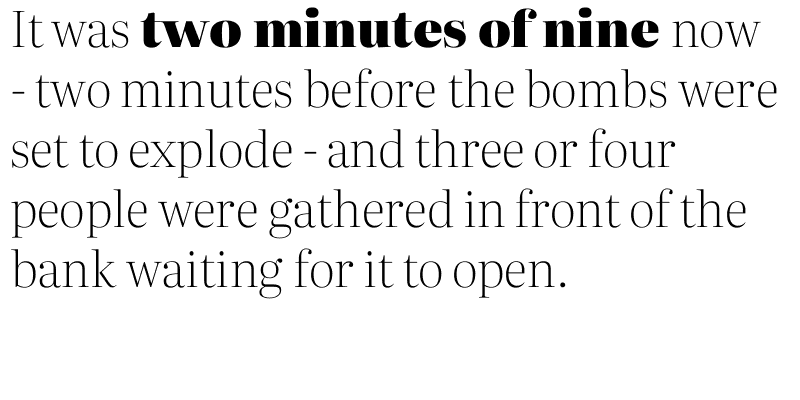 It was two minutes of nine now
- two minutes before the bombs were
set to explode - and three or four
people were gathered in front of the
bank waiting for it to open.